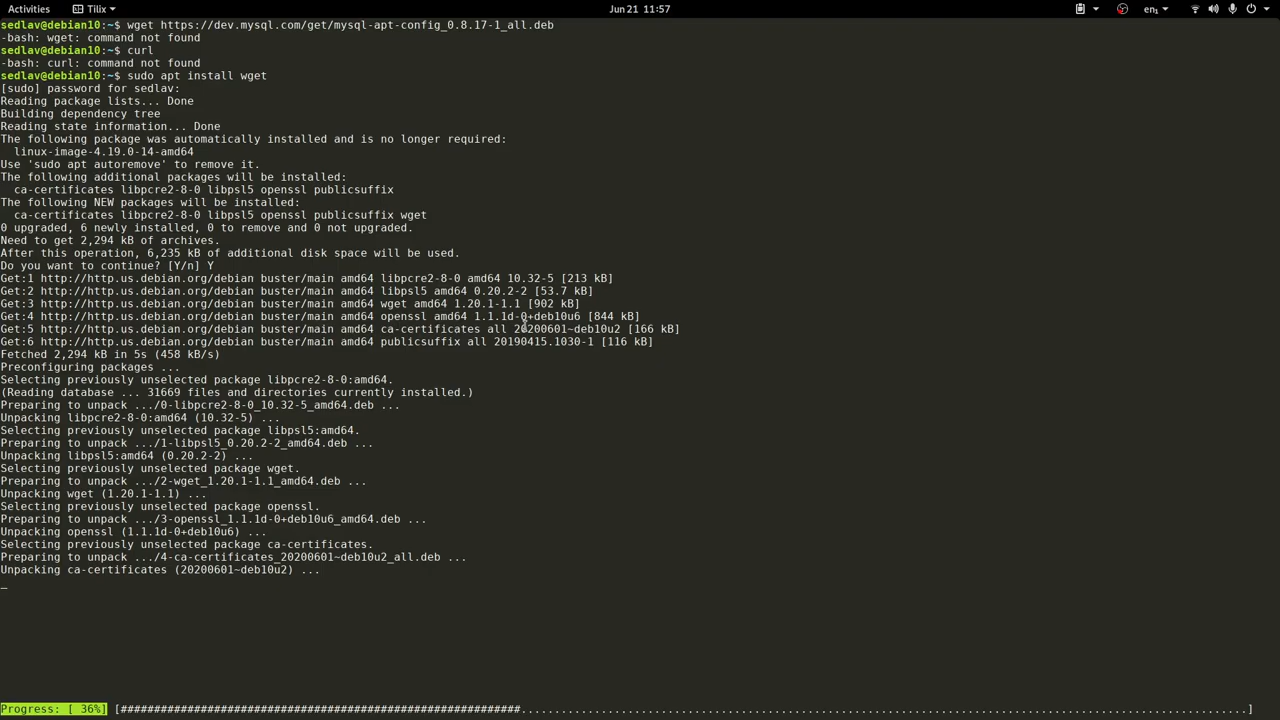 Activities Tilix Jun 21 11:57 en1
sedlav@debian10:~$ wget https://dev.mysql.com/get/mysql-apt-config_0.8.17-1_all.deb
-bash: wget: command not found
sedlav@debian10:~$ curl
-bash: curl: command not found
sedlav@debian10:~$ sudo apt install wget
[sudo] password for sedlav:
Reading package lists... Done
Building dependency tree
Reading state information... Done
The following package was automatically installed and is no longer required:
  linux-image-4.19.0-14-amd64
Use 'sudo apt autoremove' to remove it.
The following additional packages will be installed:
  ca-certificates libpcre2-8-0 libpsl5 openssl publicsuffix
The following NEW packages will be installed:
  ca-certificates libpcre2-8-0 libpsl5 openssl publicsuffix wget
0 upgraded, 6 newly installed, 0 to remove and 0 not upgraded.
Need to get 2,294 kB of archives.
After this operation, 6,235 kB of additional disk space will be used.
Do you want to continue? [Y/n] Y
Get:1 http://http.us.debian.org/debian buster/main amd64 libpcre2-8-0 amd64 10.32-5 [213 kB]
Get:2 http://http.us.debian.org/debian buster/main amd64 libpsl5 amd64 0.20.2-2 [53.7 kB]
Get:3 http://http.us.debian.org/debian buster/main amd64 wget amd64 1.20.1-1.1 [902 kB]
Get:4 http://http.us.debian.org/debian buster/main amd64 openssl amd64 1.1.1d-0+deb10u6 [844 kB]
Get:5 http://http.us.debian.org/debian buster/main amd64 ca-certificates all 20200601~deb10u2 [166 kB]
Get:6 http://http.us.debian.org/debian buster/main amd64 publicsuffix all 20190415.1030-1 [116 kB]
Fetched 2,294 kB in 5s (458 kB/s)
Preconfiguring packages ...
Selecting previously unselected package libpcre2-8-0:amd64.
(Reading database ... 31669 files and directories currently installed.)
Preparing to unpack .../0-libpcre2-8-0_10.32-5_amd64.deb ...
Unpacking libpcre2-8-0:amd64 (10.32-5) ...
Selecting previously unselected package libpsl5:amd64.
Preparing to unpack .../1-libpsl5_0.20.2-2_amd64.deb ...
Unpacking libpsl5:amd64 (0.20.2-2) ...
Selecting previously unselected package wget.
Preparing to unpack .../2-wget_1.20.1-1.1_amd64.deb ...
Unpacking wget (1.20.1-1.1) ...
Selecting previously unselected package openssl.
Preparing to unpack .../3-openssl_1.1.1d-0+deb10u6_amd64.deb ...
Unpacking openssl (1.1.1d-0+deb10u6) ...
Selecting previously unselected package ca-certificates.
Preparing to unpack .../4-ca-certificates_20200601~deb10u2_all.deb ...
Unpacking ca-certificates (20200601~deb10u2) ...
Progress: [ 36%] [############################################################..............................................................................................................]